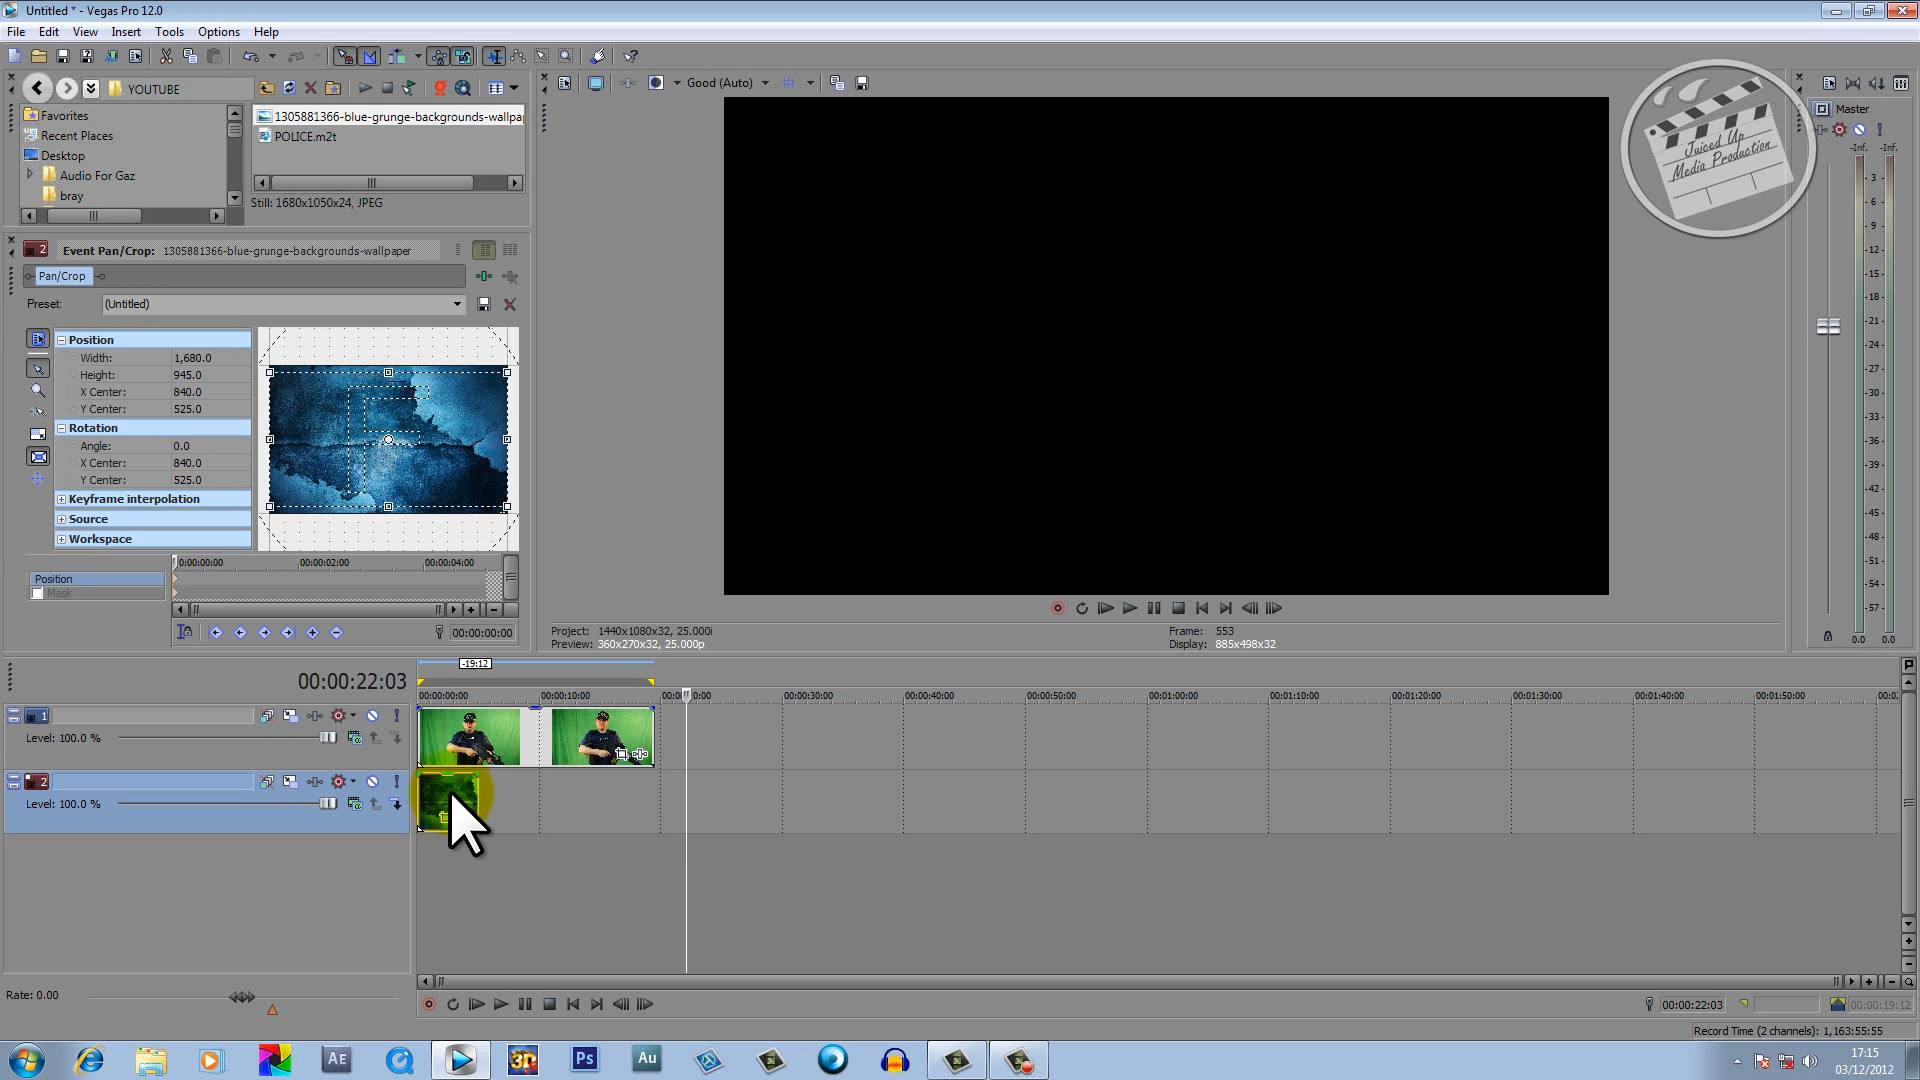 Untitled * - Vegas Pro 12.0
File Edit View Insert Tools Options Help
YOUTUBE
Good (Auto)
Favorites
Recent Places
Desktop
Audio For Gaz
bray
1305881366-blue-grunge-backgrounds-wallpa
POLICE.m2t
Still: 1680x1050x24, JPEG
Juiced Up
Media Production
Master
-Inf. -Inf.
- 3 -
- 6 -
- 9 -
- 12 -
- 15 -
- 18 -
- 21 -
- 24 -
- 27 -
- 30 -
- 33 -
- 36 -
- 39 -
- 42 -
- 45 -
- 48 -
- 51 -
- 54 -
- 57 -
0.0 0.0
2 Event Pan/Crop: 1305881366-blue-grunge-backgrounds-wallpaper
Pan/Crop
Preset: (Untitled)
Position
Width: 1,680.0
Height: 945.0
X Center: 840.0
Y Center: 525.0
Rotation
Angle: 0.0
X Center: 840.0
Y Center: 525.0
Keyframe interpolation
Source
Workspace
0:00:00:00 00:00:02:00 00:00:04:00
Position
Mask
00:00:00:00
Project: 1440x1080x32, 25.000i
Preview: 360x270x32, 25.000p
Frame: 553
Display: 885x498x32
00:00:22:03
-19:12
00:00:00:00 00:00:10:00 00:00 0:00 00:00:30:00 00:00:40:00 00:00:50:00 00:01:00:00 00:01:10:00 00:01:20:00 00:01:30:00 00:01:40:00 00:01:50:00 00:0
1
Level: 100.0 %
2
Level: 100.0 %
Rate: 0.00
00:00:22:03 00:00:19:12
Record Time (2 channels): 1,163:55:55
AE 3D Ps Au
17:15
03/12/2012